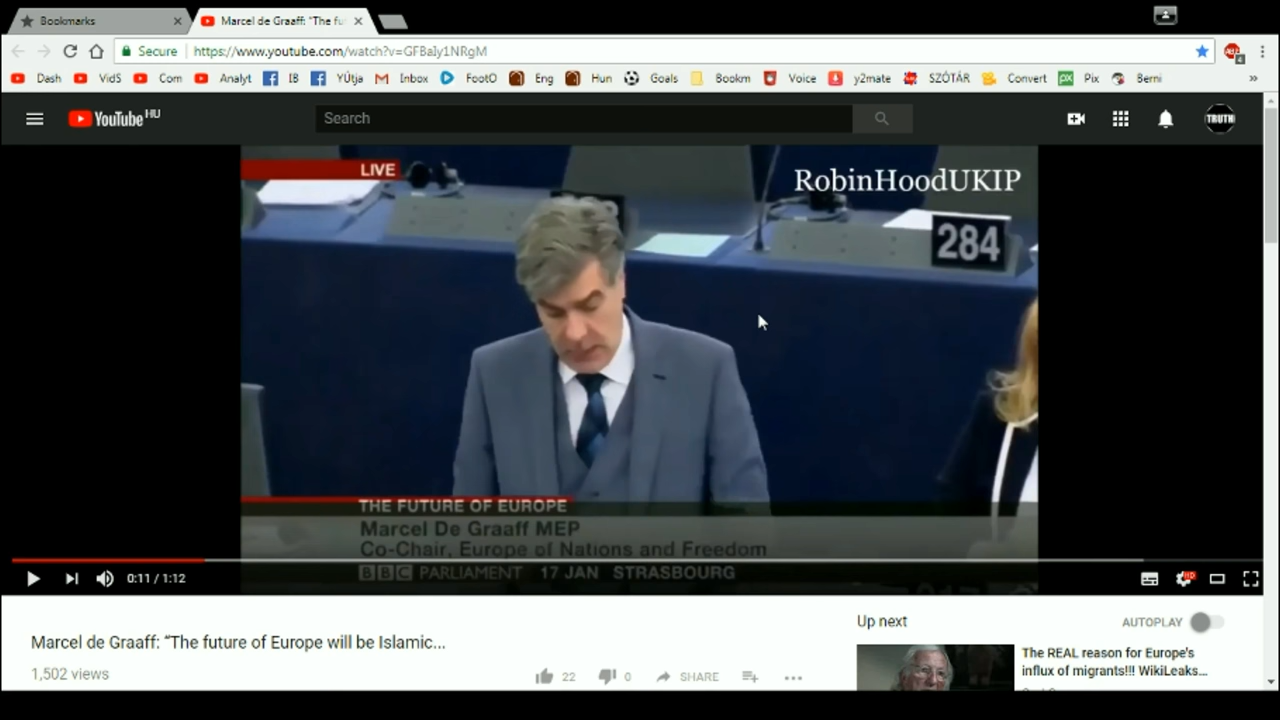 Bookmarks
Marcel de Graaff: “The fu
Secure https://www.youtube.com/watch?v=GFBaIy1NRgM
Dash VidS Com Analyt IB YÚtja Inbox FootO Eng Hun Goals Bookm Voice y2mate SZÓTÁR Convert Pix Berni »
YouTube HU
Search
TRUTH
LIVE
RobinHoodUKIP
284
THE FUTURE OF EUROPE
Marcel De Graaff MEP
Co-Chair, Europe of Nations and Freedom
BBC PARLIAMENT 17 JAN STRASBOURG
0:11 / 1:12
HD
Marcel de Graaff: “The future of Europe will be Islamic...
1,502 views
22 0 SHARE
Up next AUTOPLAY
The REAL reason for Europe's
influx of migrants!!! WikiLeaks...